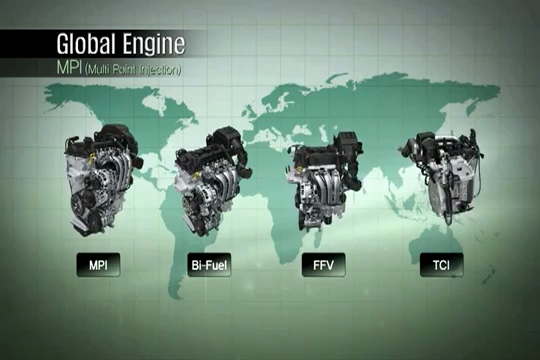 Global Engine
MPI (Multi Point Injection)
MPI
Bi-Fuel
FFV
TCI